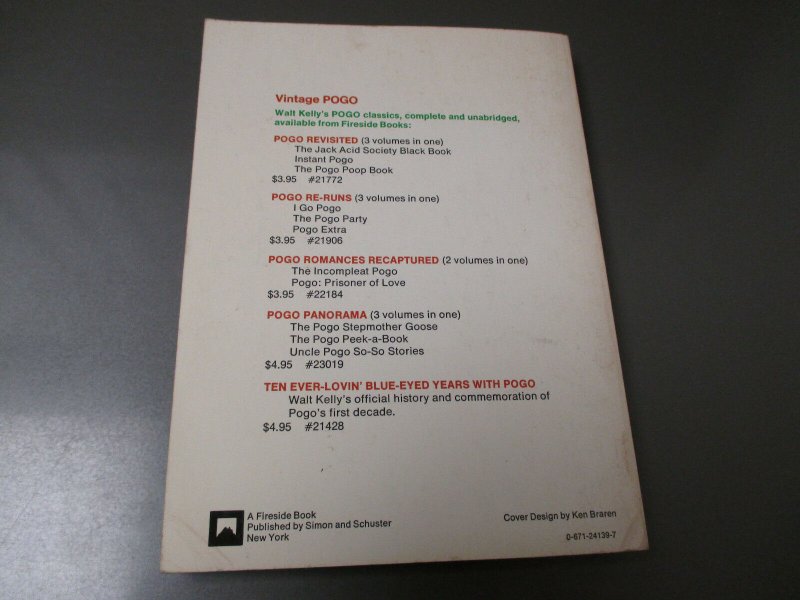 Vintage POGO
Walt Kelly's POGO classics, complete and unabridged,
available from Fireside Books:
POGO REVISITED (3 volumes in one)
The Jack Acid Society Black Book
Instant Pogo
The Pogo Poop Book
$3.95 #21772
POGO RE-RUNS (3 volumes in one)
I Go Pogo
The Pogo Party
Pogo Extra
$3.95 #21906
POGO ROMANCES RECAPTURED (2 volumes in one)
The Incompleat Pogo
Pogo: Prisoner of Love
$3.95 #22184
POGO PANORAMA (3 volumes in one)
The Pogo Stepmother Goose
The Pogo Peek-a-Book
Uncle Pogo So-So Stories
$4.95 #23019
TEN EVER-LOVIN' BLUE-EYED YEARS WITH POGO
Walt Kelly's official history and commemoration of
Pogo's first decade.
$4.95 #21428
A Fireside Book
Published by Simon and Schuster
New York
Cover Design by Ken Braren
0-671-24139-7